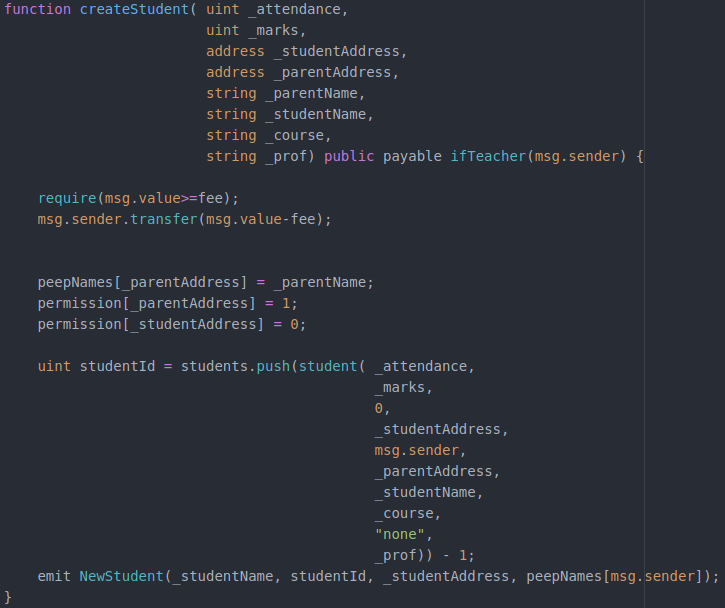 function createStudent( uint _attendance,
uint _marks,
address _studentAddress,
address _parentAddress,
string _parentName,
string _studentName,
string _course,
string _prof) public payable ifTeacher(msg.sender) {
require(msg.value>=fee);
msg.sender.transfer(msg.value-fee);
peepNames[_parentAddress] = _parentName;
permission[_parentAddress] = 1;
permission[_studentAddress] = 0;
uint studentId = students.push(student( _attendance,
_marks,
0,
_studentAddress,
msg.sender,
_parentAddress,
_studentName,
_course,
"none",
_prof)) - 1;
emit NewStudent(_studentName, studentId, _studentAddress, peepNames[msg.sender]);
}